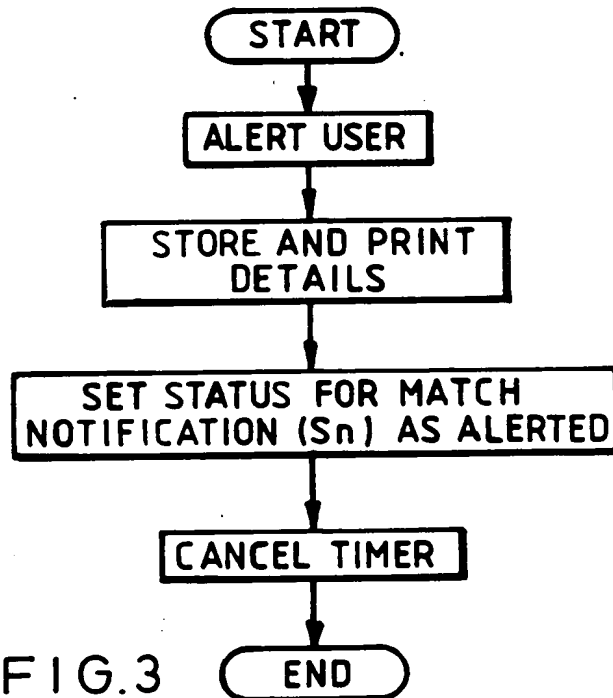 START
ALERT USER
STORE AND PRINT
DETAILS
SET STATUS FOR MATCH
NOTIFICATION (Sn) AS ALERTED
CANCEL TIMER
END
FIG.3